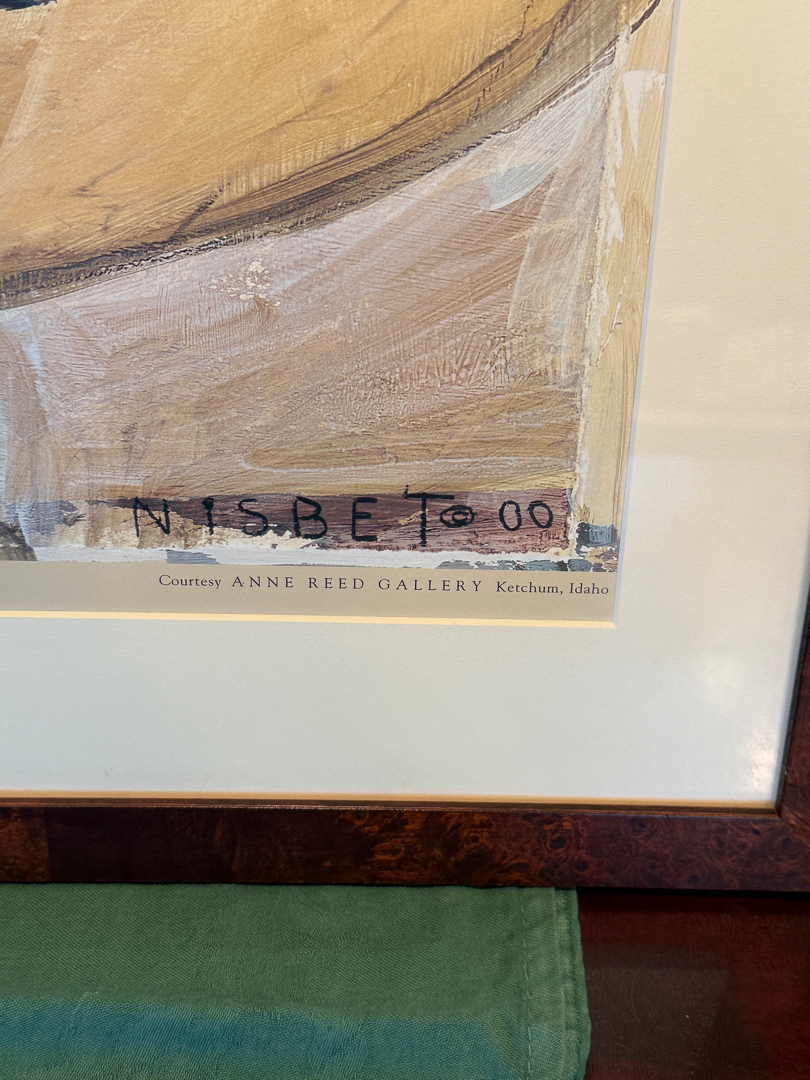 NISBET © 00
Courtesy ANNE REED GALLERY Ketchum, Idaho